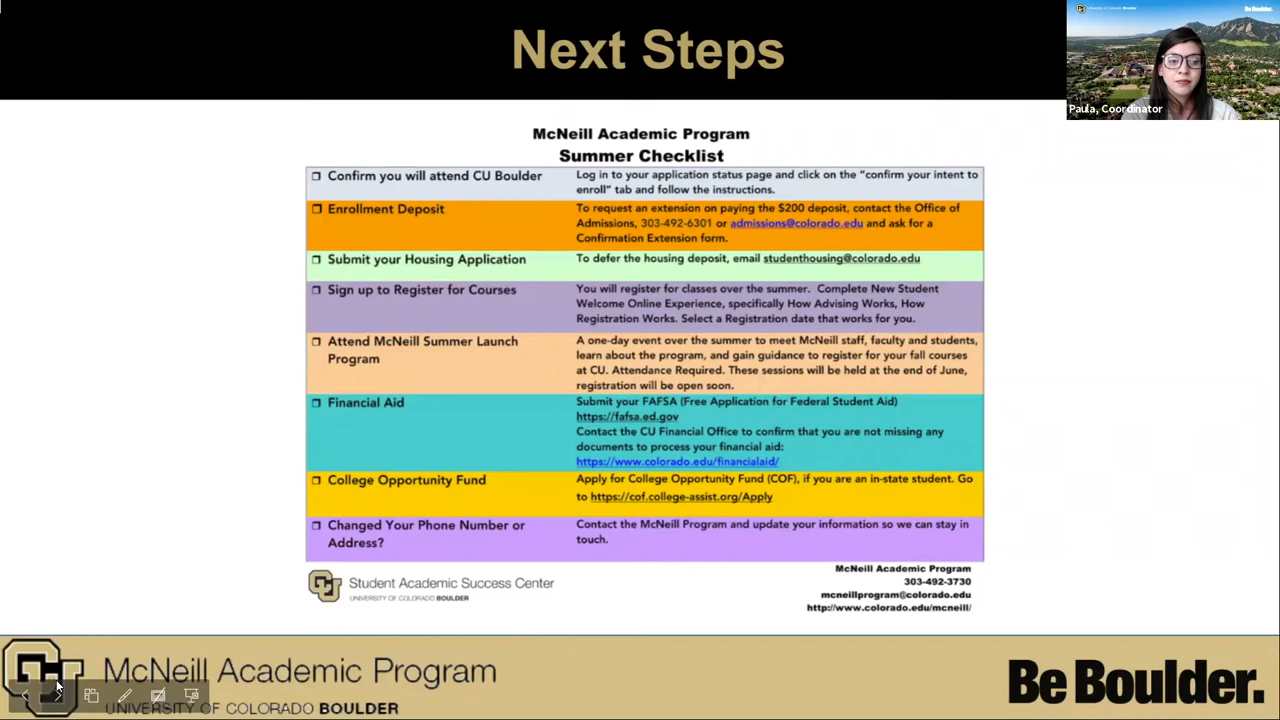 Next Steps
University of Colorado Boulder
Be Boulder.
Paula, Coordinator
McNeill Academic Program
Summer Checklist
Confirm you will attend CU Boulder
Log in to your application status page and click on the "confirm your intent to
enroll" tab and follow the instructions.
Enrollment Deposit
To request an extension on paying the $200 deposit, contact the Office of
Admissions, 303-492-6301 or admissions@colorado.edu and ask for a
Confirmation Extension form.
Submit your Housing Application
To defer the housing deposit, email studenthousing@colorado.edu
Sign up to Register for Courses
You will register for classes over the summer. Complete New Student
Welcome Online Experience, specifically How Advising Works, How
Registration Works. Select a Registration date that works for you.
Attend McNeill Summer Launch
Program
A one-day event over the summer to meet McNeill staff, faculty and students,
learn about the program, and gain guidance to register for your fall courses
at CU. Attendance Required. These sessions will be held at the end of June,
registration will be open soon.
Financial Aid
Submit your FAFSA (Free Application for Federal Student Aid)
https://fafsa.ed.gov
Contact the CU Financial Office to confirm that you are not missing any
documents to process your financial aid:
https://www.colorado.edu/financialaid/
College Opportunity Fund
Apply for College Opportunity Fund (COF), if you are an in-state student. Go
to https://cof.college-assist.org/Apply
Changed Your Phone Number or
Address?
Contact the McNeill Program and update your information so we can stay in
touch.
CU Student Academic Success Center
UNIVERSITY OF COLORADO BOULDER
McNeill Academic Program
303-492-3730
mcneillprogram@colorado.edu
http://www.colorado.edu/mcneill/
CU McNeill Academic Program
UNIVERSITY OF COLORADO BOULDER
Be Boulder.